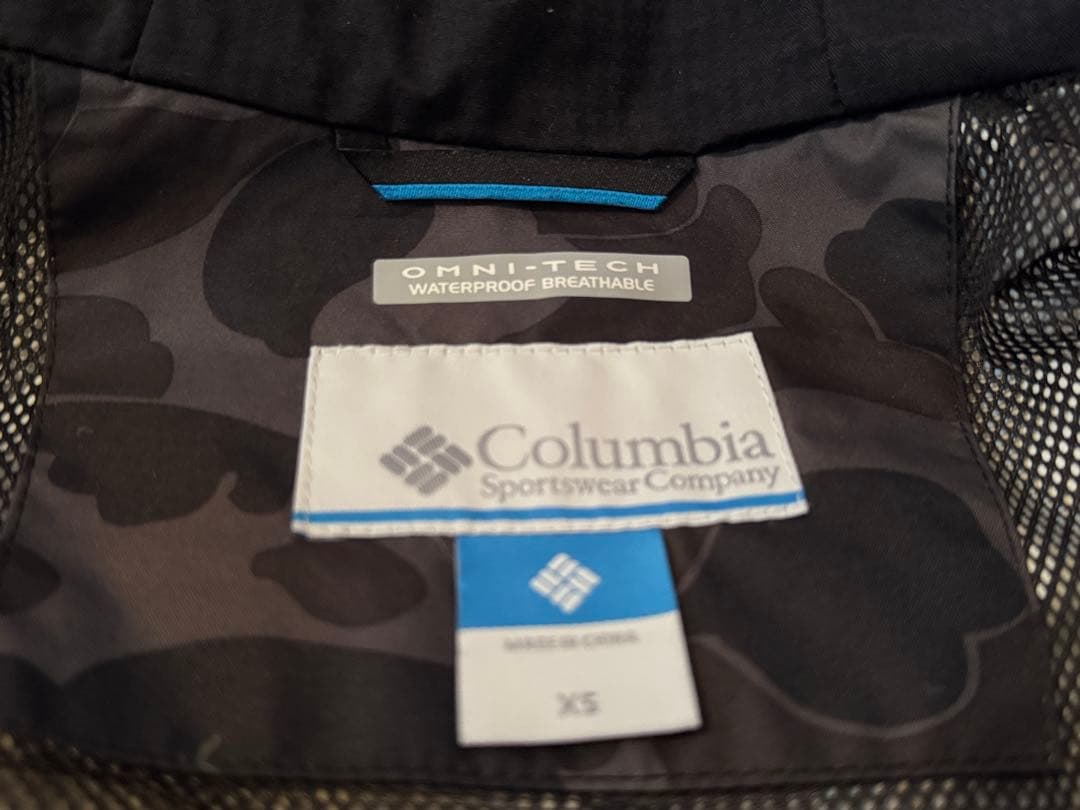 OMNI-TECH
WATERPROOF BREATHABLE
Columbia
Sportswear Company
MADE IN CHINA
XS